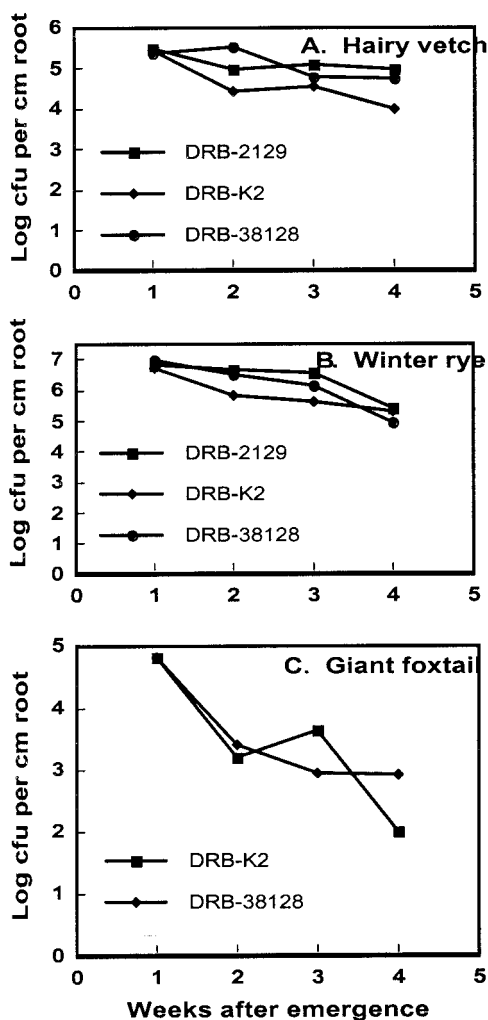 A. Hairy vetch
Log cfu per cm root
6
5
4
3
2
1
0
DRB-2129
DRB-K2
DRB-38128
0 1 2 3 4 5
B. Winter rye
Log cfu per cm root
7
6
5
4
3
2
1
0
DRB-2129
DRB-K2
DRB-38128
0 1 2 3 4 5
C. Giant foxtail
Log cfu per cm root
5
4
3
2
1
0
DRB-K2
DRB-38128
0 1 2 3 4 5
Weeks after emergence